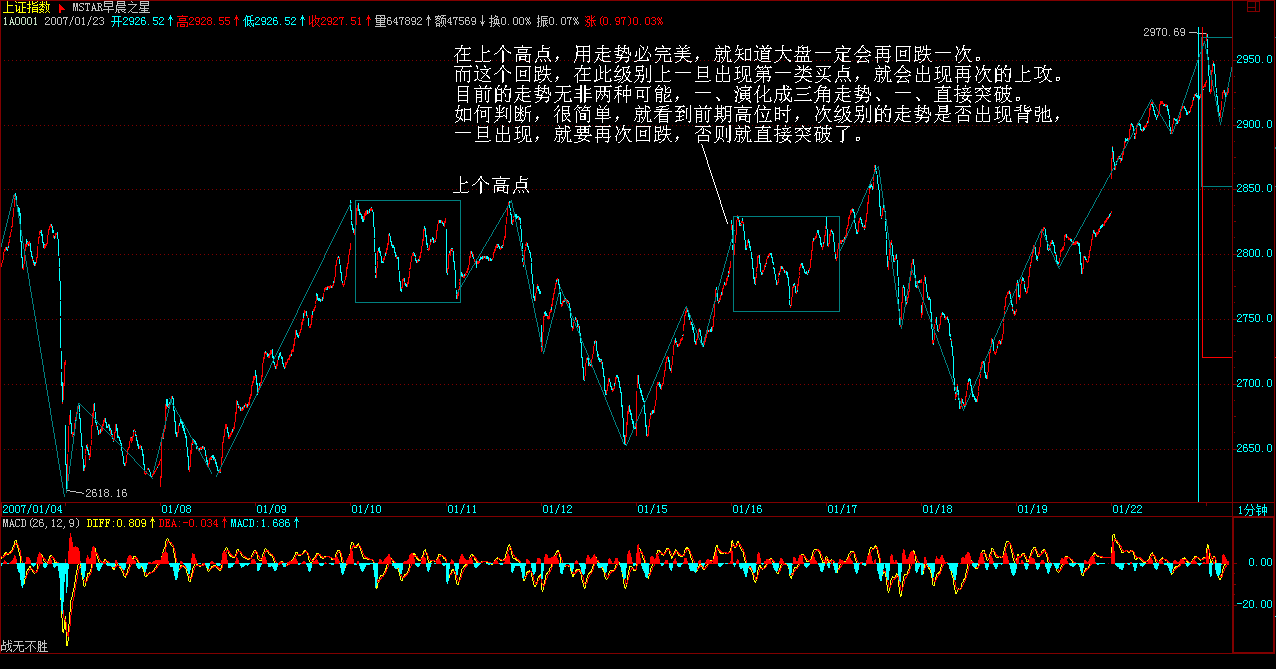 上证指数 MSTAR早晨之星
1A0001 2007/01/23 开2926.52↑高2928.55↑低2926.52↑收2927.51↑量647892↑额47569↓换0.00% 振0.07% 涨(0.97)0.03%
2970.69
在上个高点，用走势必完美，就知道大盘一定会再回跌一次。
而这个回跌，在此级别上一旦出现第一类买点，就会出现再次的上攻。
目前的走势无非两种可能，一、演化成三角走势、一、直接突破。
如何判断，很简单，就看到前期高位时，次级别的走势是否出现背弛，
一旦出现，就要再次回跌，否则就直接突破了。
上个高点
2950.0
2900.0
2850.0
2800.0
2750.0
2700.0
2650.0
2618.16
2007/01/04 01/08 01/09 01/10 01/11 01/12 01/15 01/16 01/17 01/18 01/19 01/22 1分钟
MACD(26,12,9) DIFF:0.809↑DEA:-0.034↑MACD:1.686↑
0.00
-20.00
战无不胜